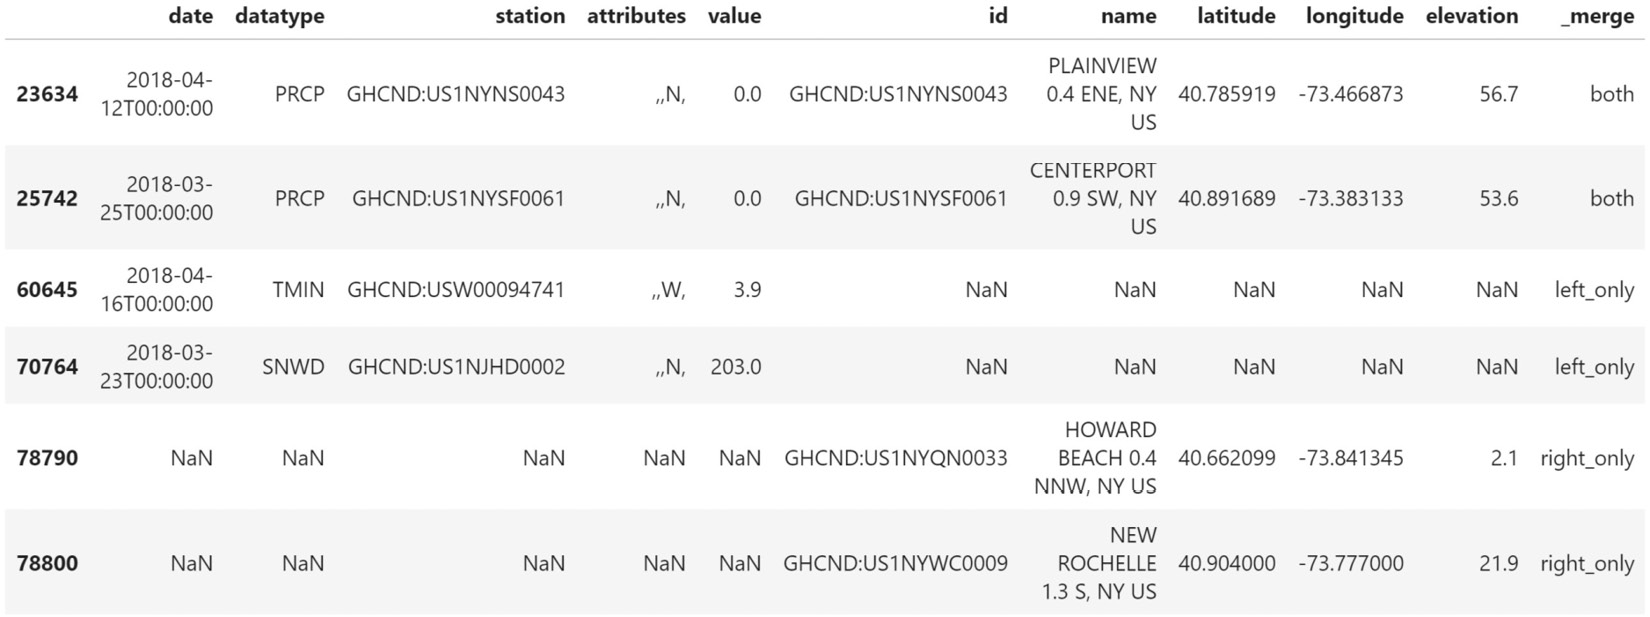 date datatype station attributes value id name latitude longitude elevation _merge
23634 2018-04-12T00:00:00 PRCP GHCND:US1NYNS0043 ,,N, 0.0 GHCND:US1NYNS0043 PLAINVIEW 0.4 ENE, NY US 40.785919 -73.466873 56.7 both
25742 2018-03-25T00:00:00 PRCP GHCND:US1NYSF0061 ,,N, 0.0 GHCND:US1NYSF0061 CENTERPORT 0.9 SW, NY US 40.891689 -73.383133 53.6 both
60645 2018-04-16T00:00:00 TMIN GHCND:USW00094741 ,,W, 3.9 NaN NaN NaN NaN NaN left_only
70764 2018-03-23T00:00:00 SNWD GHCND:US1NJHD0002 ,,N, 203.0 NaN NaN NaN NaN NaN left_only
78790 NaN NaN NaN NaN NaN GHCND:US1NYQN0033 HOWARD BEACH 0.4 NNW, NY US 40.662099 -73.841345 2.1 right_only
78800 NaN NaN NaN NaN NaN GHCND:US1NYWC0009 NEW ROCHELLE 1.3 S, NY US 40.904000 -73.777000 21.9 right_only